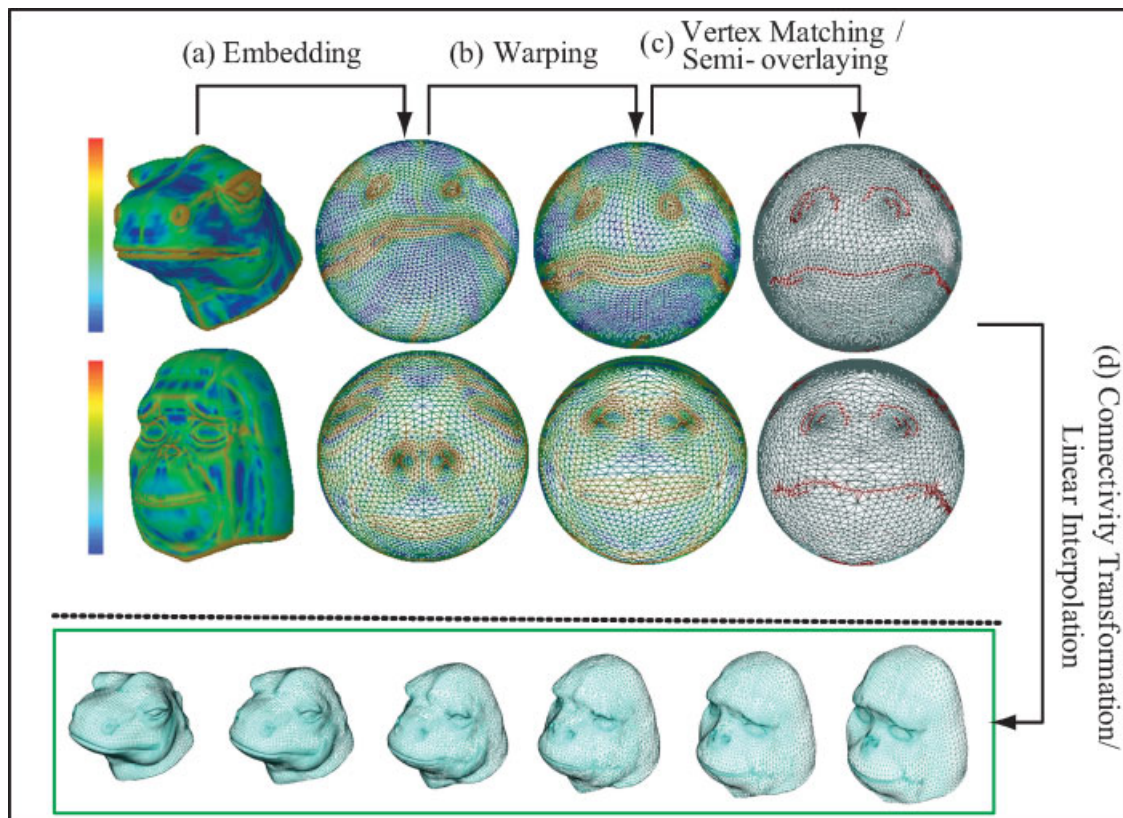 (a) Embedding
(b) Warping
(c) Vertex Matching /
Semi- overlaying
(d) Connectivity Transformation/
Linear Interpolation